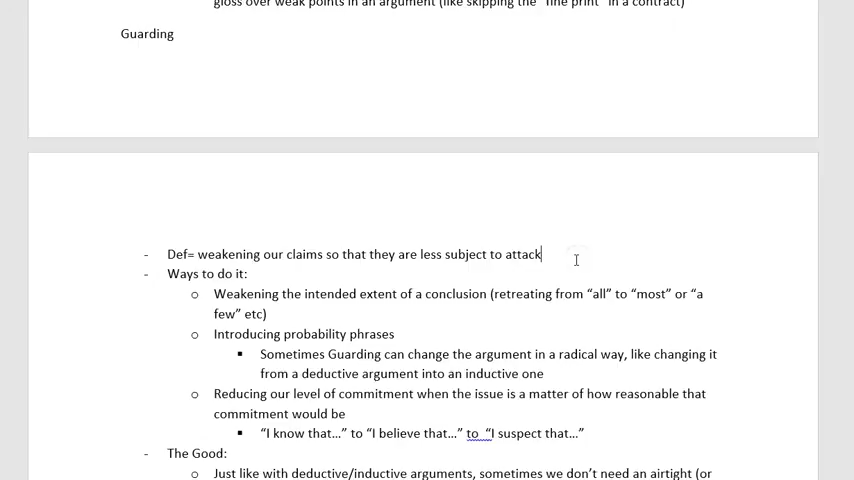 gloss over weak points in an argument (like skipping the "fine print" in a contract)
Guarding
- Def= weakening our claims so that they are less subject to attack
- Ways to do it:
o Weakening the intended extent of a conclusion (retreating from “all” to “most” or “a
few” etc)
o Introducing probability phrases
▪ Sometimes Guarding can change the argument in a radical way, like changing it
from a deductive argument into an inductive one
o Reducing our level of commitment when the issue is a matter of how reasonable that
commitment would be
▪ “I know that…” to “I believe that…” to “I suspect that…”
- The Good:
o Just like with deductive/inductive arguments, sometimes we don’t need an airtight (or